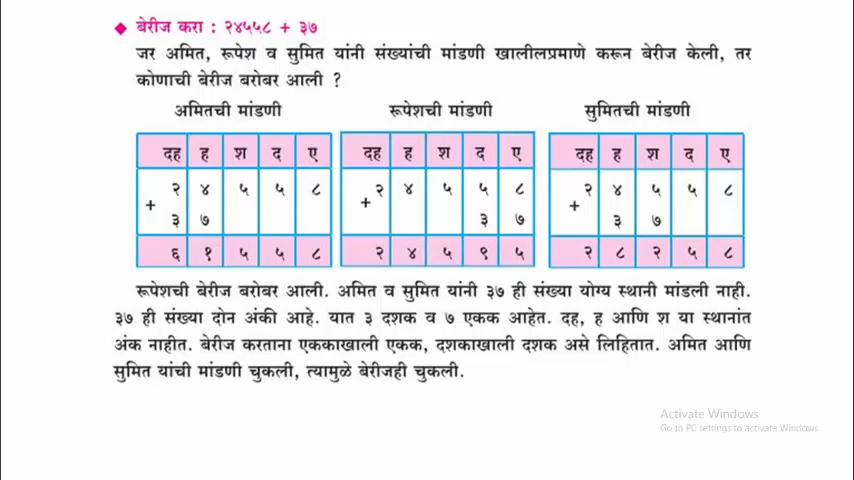 ◆ बेरीज करा : २४५५८ + ३७
जर अमित, रूपेश व सुमित यांनी संख्यांची मांडणी खालीलप्रमाणे करून बेरीज केली, तर
कोणाची बेरीज बरोबर आली ?
अमितची मांडणी रूपेशची मांडणी सुमितची मांडणी
दह ह श द ए दह ह श द ए दह ह श द ए
२ ४ ५ ५ ८ २ ४ ५ ५ ८ २ ४ ५ ५ ८
+ + +
३ ७ ३ ७ ३ ७
६ १ ५ ५ ८ २ ४ ५ ९ ५ २ ८ २ ५ ८
रूपेशची बेरीज बरोबर आली. अमित व सुमित यांनी ३७ ही संख्या योग्य स्थानी मांडली नाही.
३७ ही संख्या दोन अंकी आहे. यात ३ दशक व ७ एकक आहेत. दह, ह आणि श या स्थानांत
अंक नाहीत. बेरीज करताना एककाखाली एकक, दशकाखाली दशक असे लिहितात. अमित आणि
सुमित यांची मांडणी चुकली, त्यामुळे बेरीजही चुकली.
Activate Windows
Go to PC settings to activate Windows.